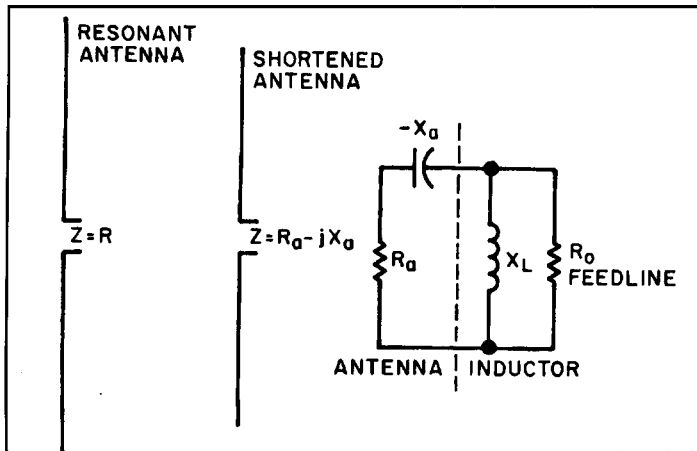 RESONANT
ANTENNA
SHORTENED
ANTENNA
Z=R
Z=Ra-jXa
-Xa
Ra
XL
Ro
FEEDLINE
ANTENNA
INDUCTOR